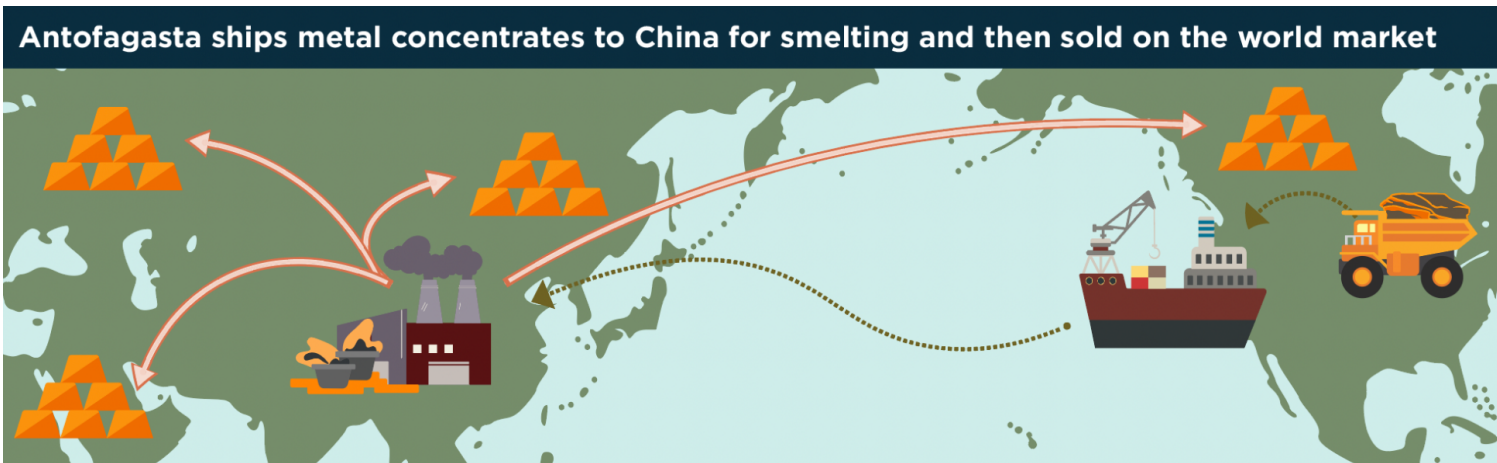 Antofagasta ships metal concentrates to China for smelting and then sold on the world market